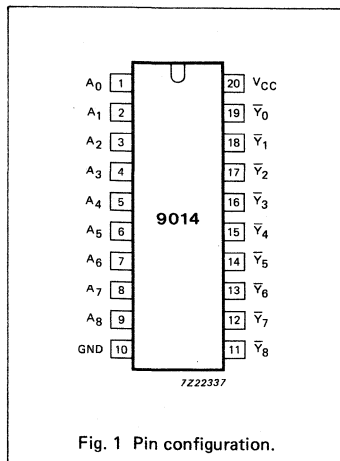 A0 1 20 VCC
A1 2 19 Y̅0
A2 3 18 Y̅1
A3 4 17 Y̅2
A4 5 16 Y̅3
9014
A5 6 15 Y̅4
A6 7 14 Y̅5
A7 8 13 Y̅6
A8 9 12 Y̅7
GND 10 11 Y̅8
7Z22337
Fig. 1 Pin configuration.